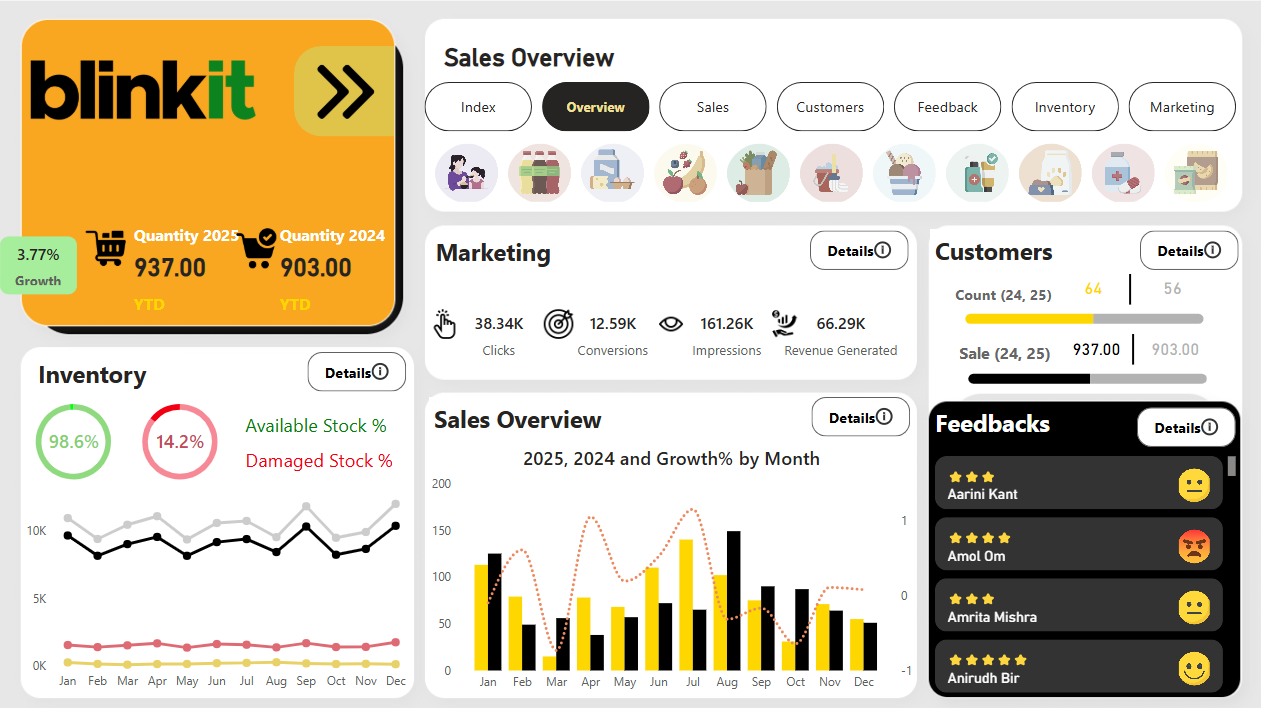 blinkit
Quantity 2025
937.00
YTD
Quantity 2024
903.00
YTD
3.77%
Growth
Sales Overview
Index
Overview
Sales
Customers
Feedback
Inventory
Marketing
Marketing
Details
38.34K
Clicks
12.59K
Conversions
161.26K
Impressions
66.29K
Revenue Generated
Customers
Details
Count (24, 25)
64
56
Sale (24, 25)
937.00
903.00
Inventory
Details
98.6%
14.2%
Available Stock %
Damaged Stock %
10K
5K
0K
Jan Feb Mar Apr May Jun Jul Aug Sep Oct Nov Dec
Sales Overview
Details
2025, 2024 and Growth% by Month
200
150
100
50
0
1
0
-1
Jan Feb Mar Apr May Jun Jul Aug Sep Oct Nov Dec
Feedbacks
Details
Aarini Kant
Amol Om
Amrita Mishra
Anirudh Bir